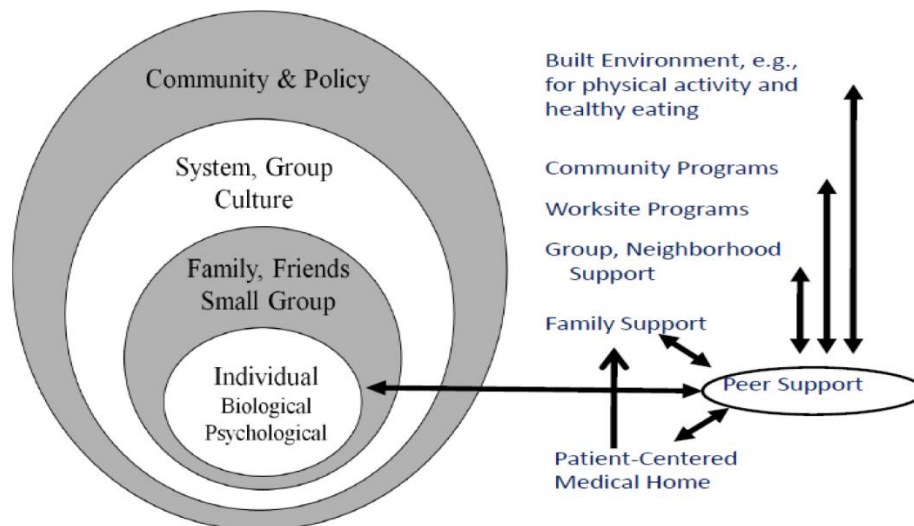 Community & Policy
System, Group
Culture
Family, Friends
Small Group
Individual
Biological
Psychological
Built Environment, e.g.,
for physical activity and
healthy eating
Community Programs
Worksite Programs
Group, Neighborhood
Support
Family Support
Peer Support
Patient-Centered
Medical Home